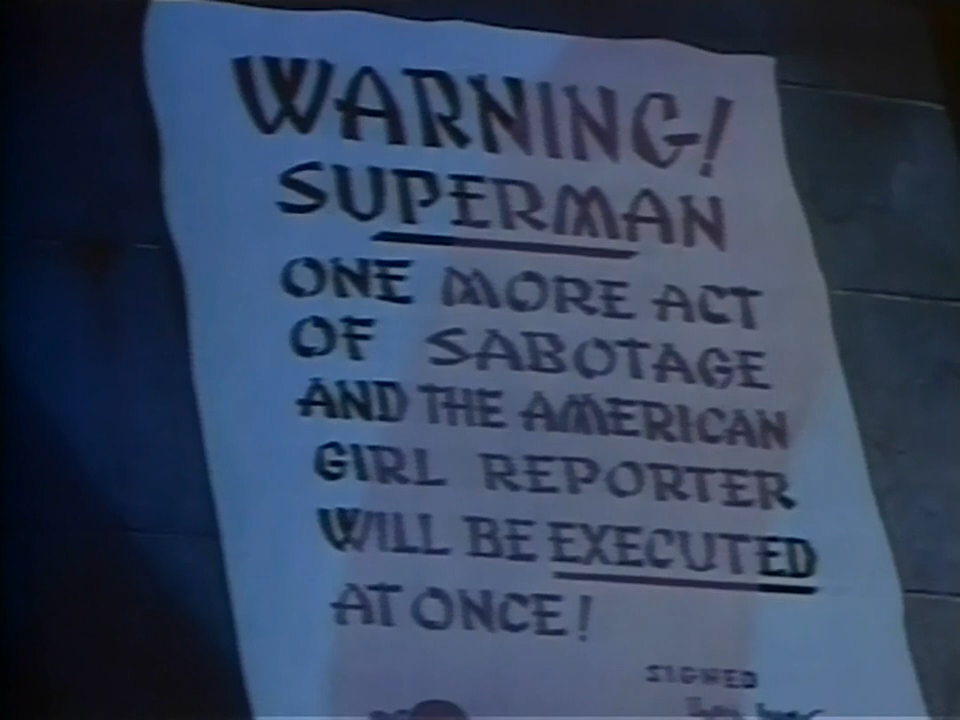 WARNING!
SUPERMAN
ONE MORE ACT
OF SABOTAGE
AND THE AMERICAN
GIRL REPORTER
WILL BE EXECUTED
AT ONCE!
SIGNED